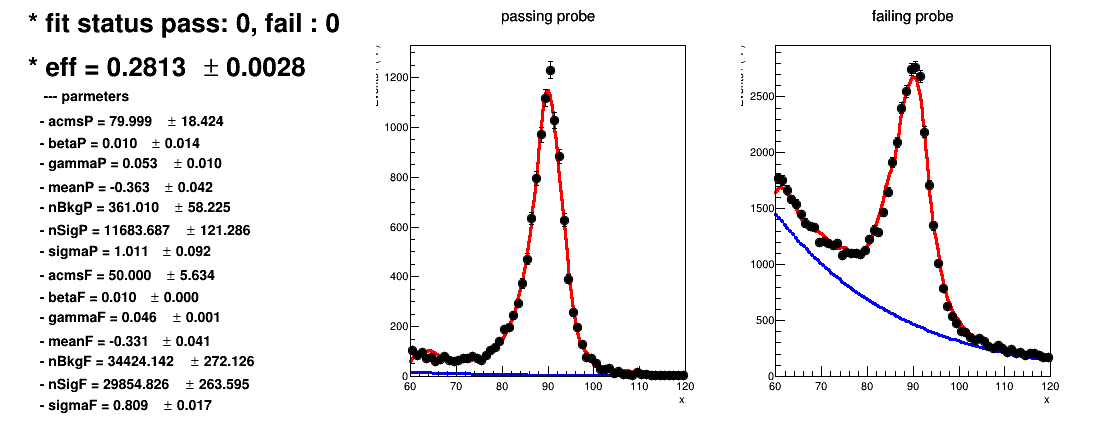 * fit status pass: 0, fail : 0
* eff = 0.2813 ± 0.0028
--- parmeters
- acmsP = 79.999 ± 18.424
- betaP = 0.010 ± 0.014
- gammaP = 0.053 ± 0.010
- meanP = -0.363 ± 0.042
- nBkgP = 361.010 ± 58.225
- nSigP = 11683.687 ± 121.286
- sigmaP = 1.011 ± 0.092
- acmsF = 50.000 ± 5.634
- betaF = 0.010 ± 0.000
- gammaF = 0.046 ± 0.001
- meanF = -0.331 ± 0.041
- nBkgF = 34424.142 ± 272.126
- nSigF = 29854.826 ± 263.595
- sigmaF = 0.809 ± 0.017
passing probe
1200
1000
800
600
400
200
0
60 70 80 90 100 110 120
x
failing probe
2500
2000
1500
1000
500
0
60 70 80 90 100 110 120
x